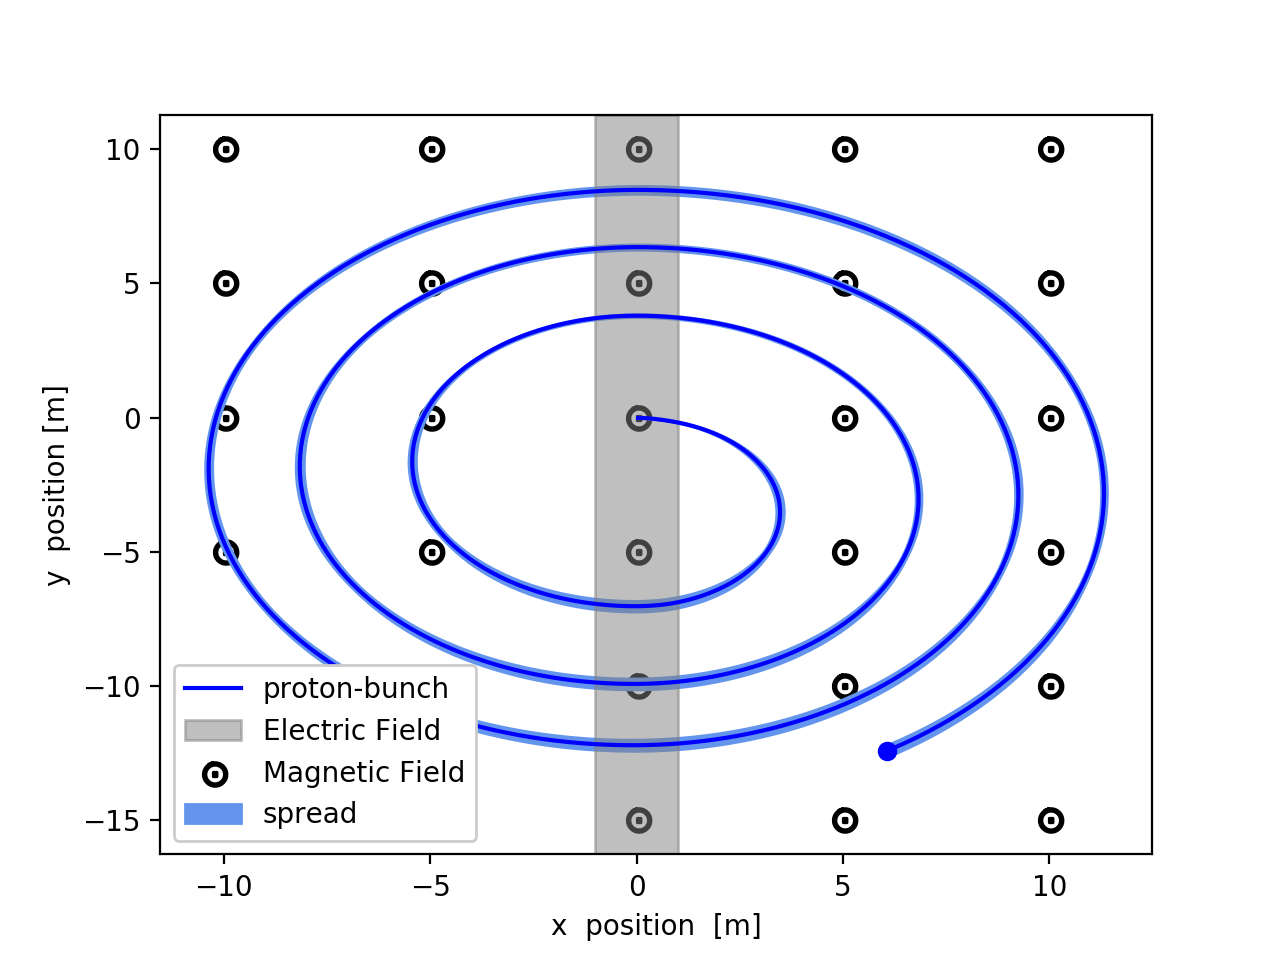 10
5
0
−5
−10
−15
y position [m]
proton-bunch
Electric Field
Magnetic Field
spread
−10
−5
0
5
10
x position [m]